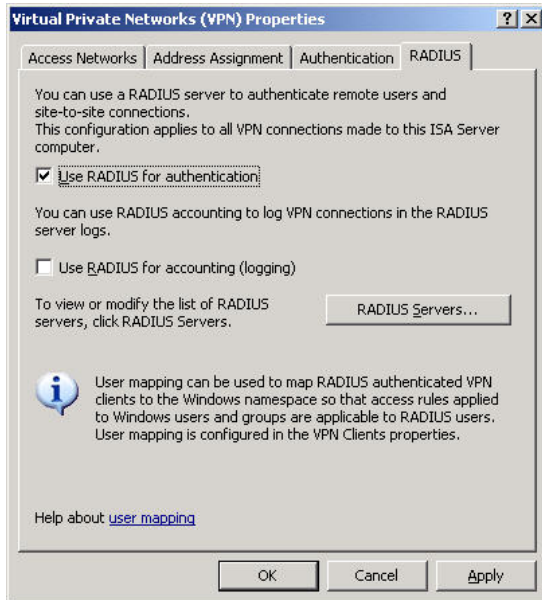 Virtual Private Networks (VPN) Properties
? X
Access Networks Address Assignment Authentication RADIUS
You can use a RADIUS server to authenticate remote users and
site-to-site connections.
This configuration applies to all VPN connections made to this ISA Server
computer.
Use RADIUS for authentication
You can use RADIUS accounting to log VPN connections in the RADIUS
server logs.
Use RADIUS for accounting (logging)
To view or modify the list of RADIUS
servers, click RADIUS Servers.
RADIUS Servers...
User mapping can be used to map RADIUS authenticated VPN
clients to the Windows namespace so that access rules applied
to Windows users and groups are applicable to RADIUS users.
User mapping is configured in the VPN Clients properties.
Help about user mapping
OK Cancel Apply